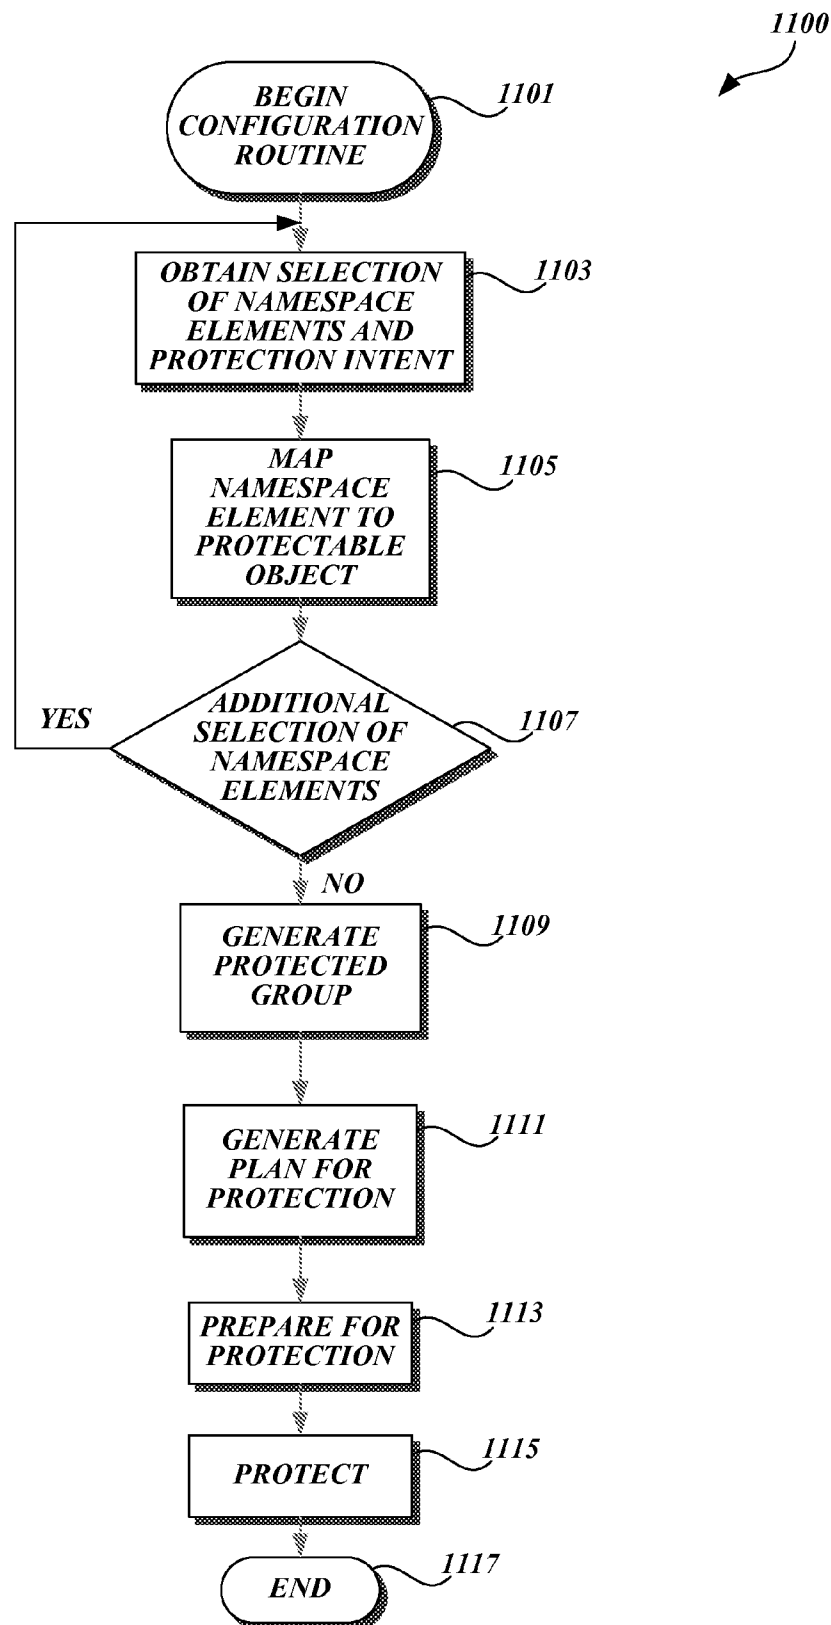 1100
BEGIN
CONFIGURATION
ROUTINE
1101
OBTAIN SELECTION
OF NAMESPACE
ELEMENTS AND
PROTECTION INTENT
1103
MAP
NAMESPACE
ELEMENT TO
PROTECTABLE
OBJECT
1105
YES
ADDITIONAL
SELECTION OF
NAMESPACE
ELEMENTS
1107
NO
GENERATE
PROTECTED
GROUP
1109
GENERATE
PLAN FOR
PROTECTION
1111
PREPARE FOR
PROTECTION
1113
PROTECT
1115
END
1117